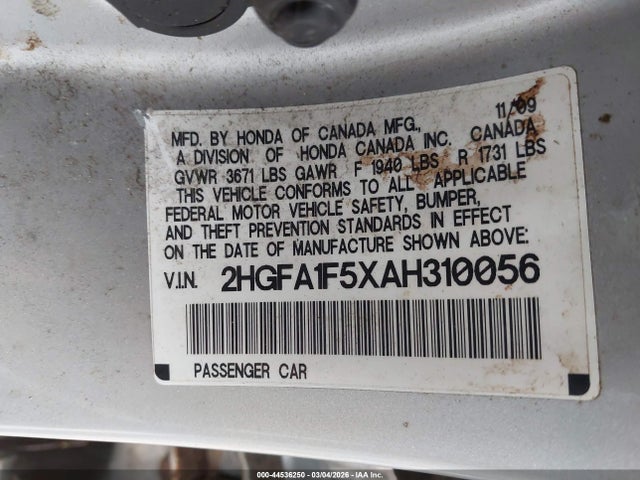 11/09
MFD. BY HONDA OF CANADA MFG., CANADA
A DIVISION OF HONDA CANADA INC.
GVWR 3671 LBS GAWR F 1940 LBS R 1731 LBS
THIS VEHICLE CONFORMS TO ALL APPLICABLE
FEDERAL MOTOR VEHICLE SAFETY, BUMPER,
AND THEFT PREVENTION STANDARDS IN EFFECT
ON THE DATE OF MANUFACTURE SHOWN ABOVE:
V.I.N. 2HGFA1F5XAH310056
PASSENGER CAR
000-44536250 - 03/04/2026 - IAA Inc.